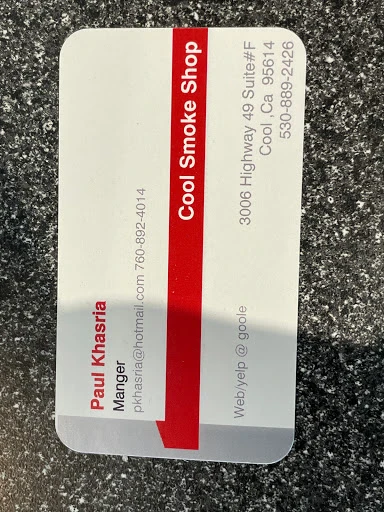 Paul Khasria
Manger
pkhasria@hotmail.com 760-892-4014
Cool Smoke Shop
3006 Highway 49 Suite#F
Cool ,Ca 95614
530-889-2426
Web/yelp @ goole